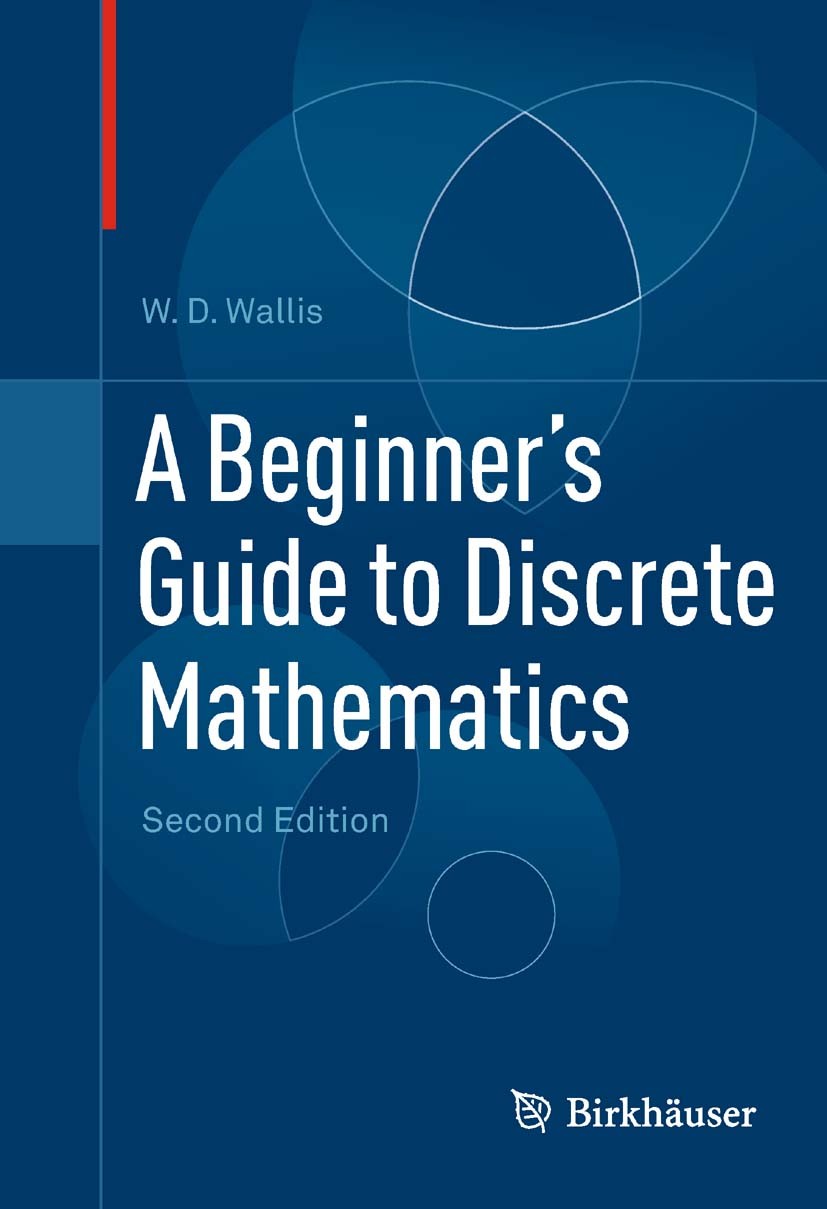 W. D. Wallis
A Beginner’s
Guide to Discrete
Mathematics
Second Edition
Birkhäuser